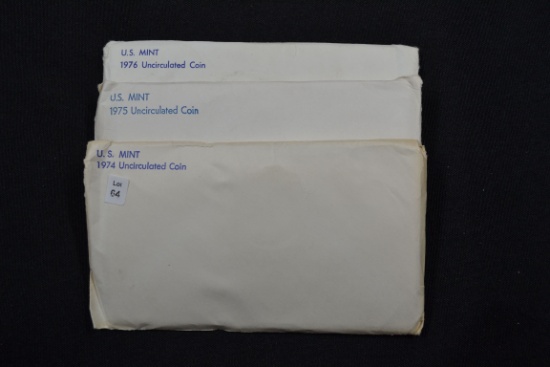 U.S. MINT
1976 Uncirculated Coin
U.S. MINT
1975 Uncirculated Coin
U.S. MINT
1974 Uncirculated Coin
Lot
64